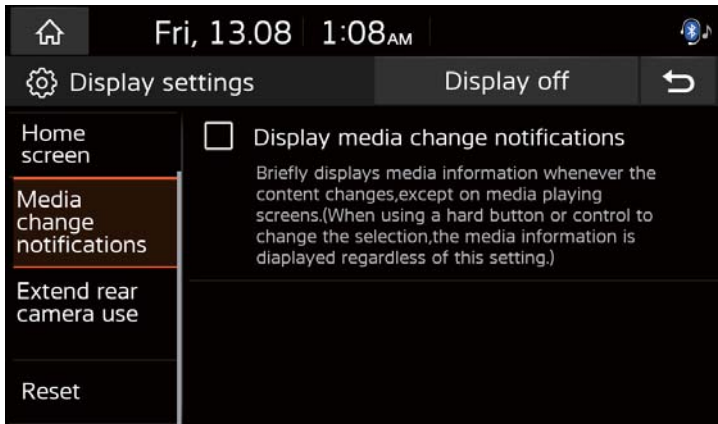 Fri, 13.08 1:08AM
Display settings
Display off
Home
screen
Media
change
notifications
Extend rear
camera use
Reset
Display media change notifications
Briefly displays media information whenever the
content changes,except on media playing
screens.(When using a hard button or control to
change the selection,the media information is
diaplayed regardless of this setting.)